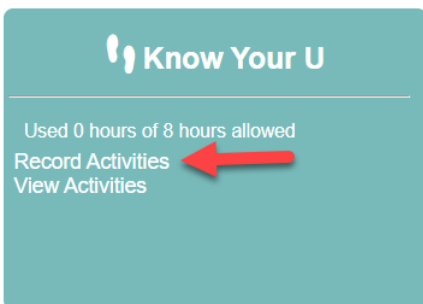 Know Your U
Used 0 hours of 8 hours allowed
Record Activities
View Activities